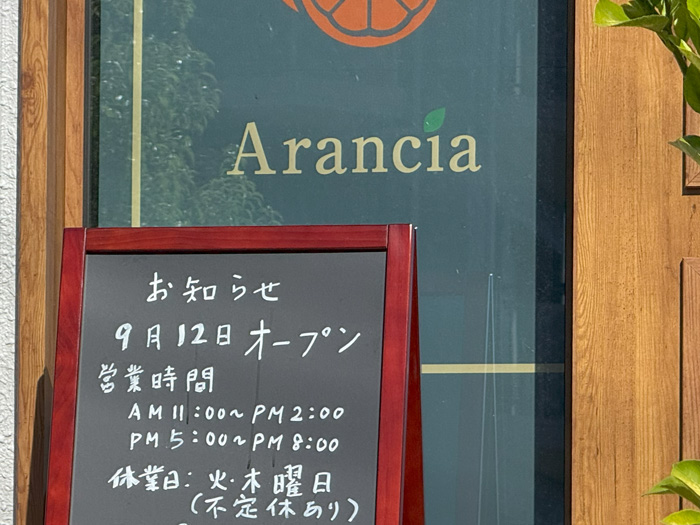 Arancia
お知らせ
9月12日オープン
営業時間
AM11:00~PM2:00
PM5:00~PM8:00
休業日:火・木曜日
(不定休あり)